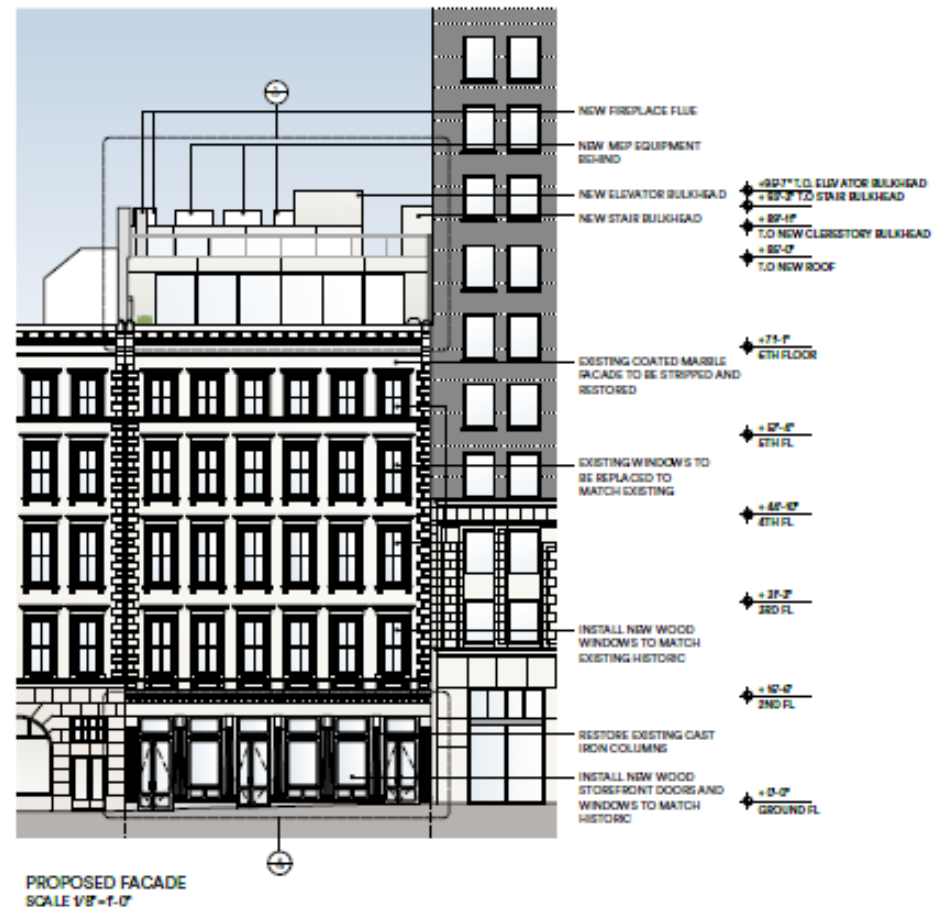 NEW FIREPLACE FLUE
NEW MEP EQUIPMENT
BEHIND
NEW ELEVATOR BULKHEAD
NEW STAIR BULKHEAD
T.O. ELEVATOR BULKHEAD
T.O STAIR BULKHEAD
T.O NEW CLERESTORY BULKHEAD
T.O NEW ROOF
EXISTING COATED MARBLE
FACADE TO BE STRIPPED AND
RESTORED
6TH FLOOR
5TH FL
EXISTING WINDOWS TO
BE REPLACED TO
MATCH EXISTING
4TH FL
3RD FL
INSTALL NEW WOOD
WINDOWS TO MATCH
EXISTING HISTORIC
2ND FL
RESTORE EXISTING CAST
IRON COLUMNS
INSTALL NEW WOOD
STOREFRONT DOORS AND
WINDOWS TO MATCH
HISTORIC
+ 0'-0"
GROUND FL
PROPOSED FACADE
SCALE 1/8"=1'-0"